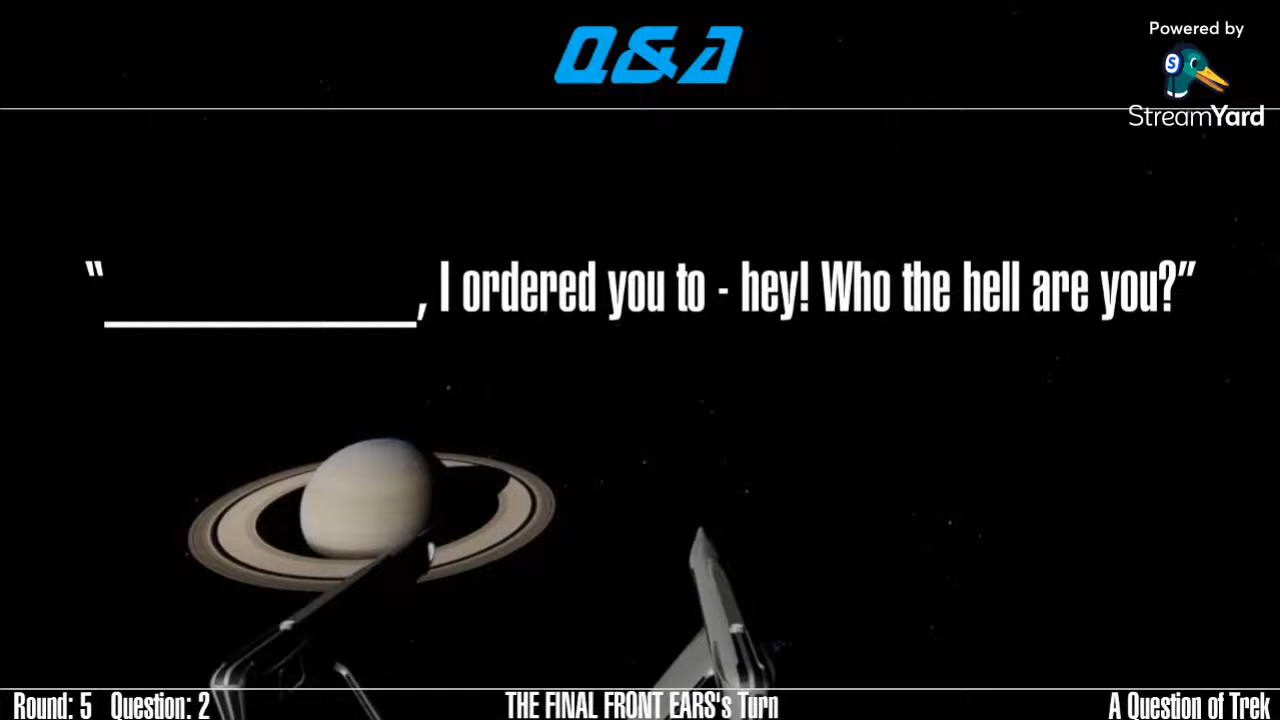 Q&A
Powered by
StreamYard
“____________, I ordered you to - hey! Who the hell are you?”
Round: 5 Question: 2
THE FINAL FRONT EARS's Turn
A Question of Trek